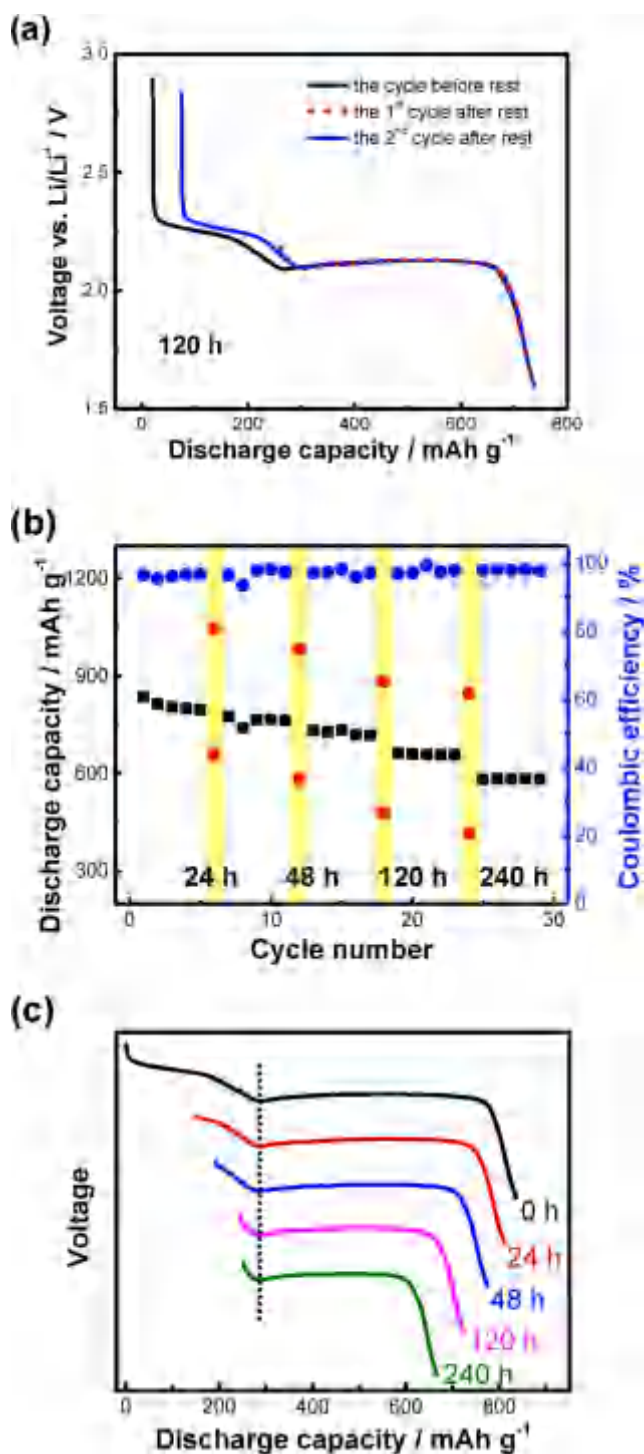 (a)
3.0
2.5
2.0
1.5
Voltage vs. Li/Li⁺ / V
the cycle before rest
the 1ˢᵗ cycle after rest
the 2ⁿᵈ cycle after rest
120 h
0 200 400 600 800
Discharge capacity / mAh g⁻¹
(b)
1200
900
600
300
Discharge capacity / mAh g⁻¹
100
80
60
40
20
0
Coulombic efficiency / %
24 h 48 h 120 h 240 h
0 10 20 30
Cycle number
(c)
Voltage
0 h
24 h
48 h
120 h
240 h
0 200 400 600 800
Discharge capacity / mAh g⁻¹